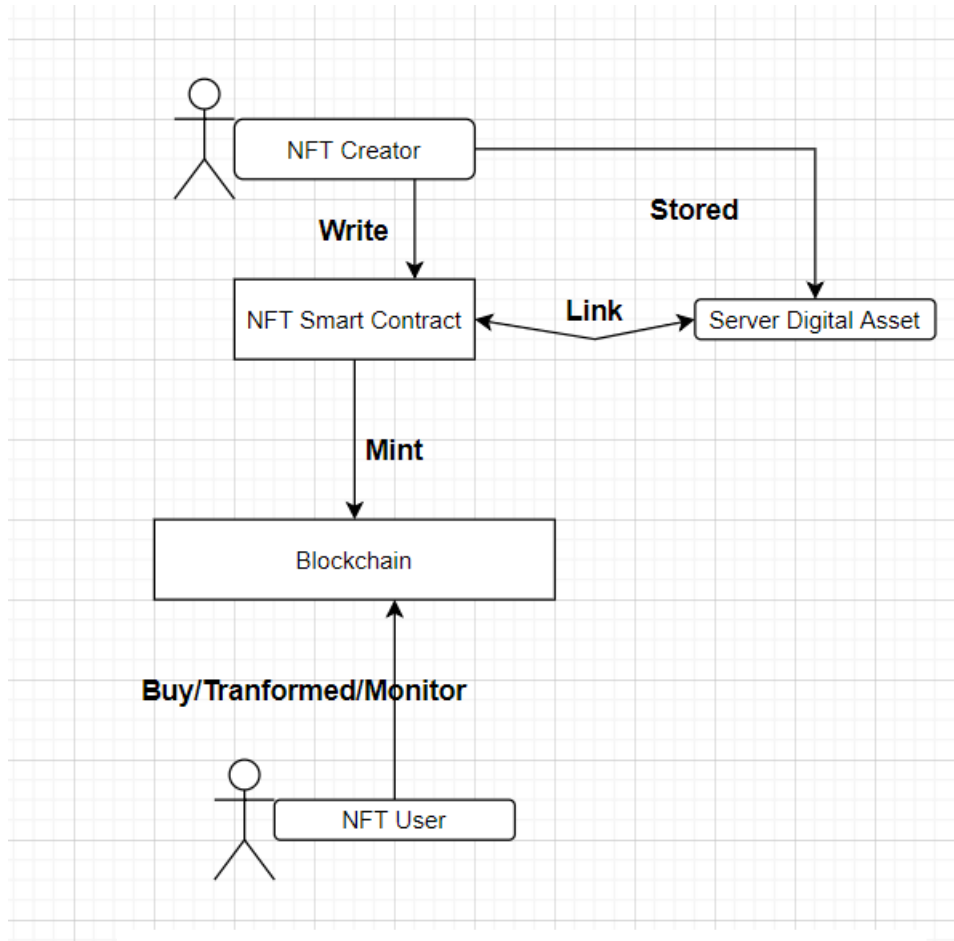 NFT Creator
Write
Stored
NFT Smart Contract
Link
Server Digital Asset
Mint
Blockchain
Buy/Tranformed/Monitor
NFT User